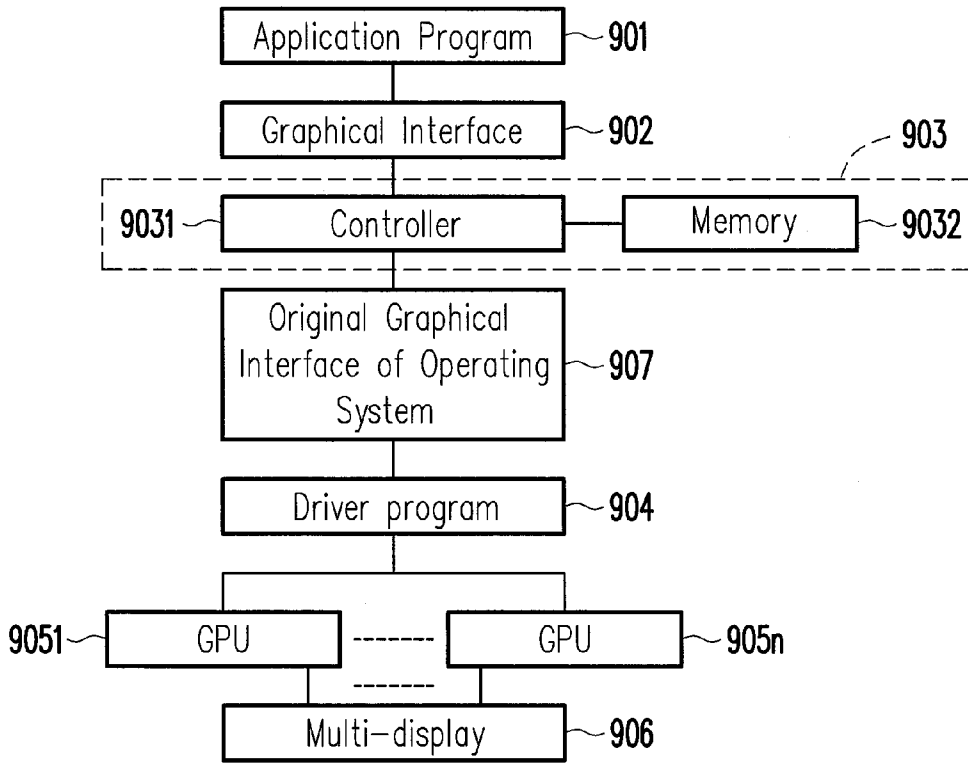 Application Program 901
Graphical Interface 902
903
9031 Controller Memory 9032
Original Graphical
Interface of Operating
System
907
Driver program 904
9051 GPU GPU 905n
Multi-display 906